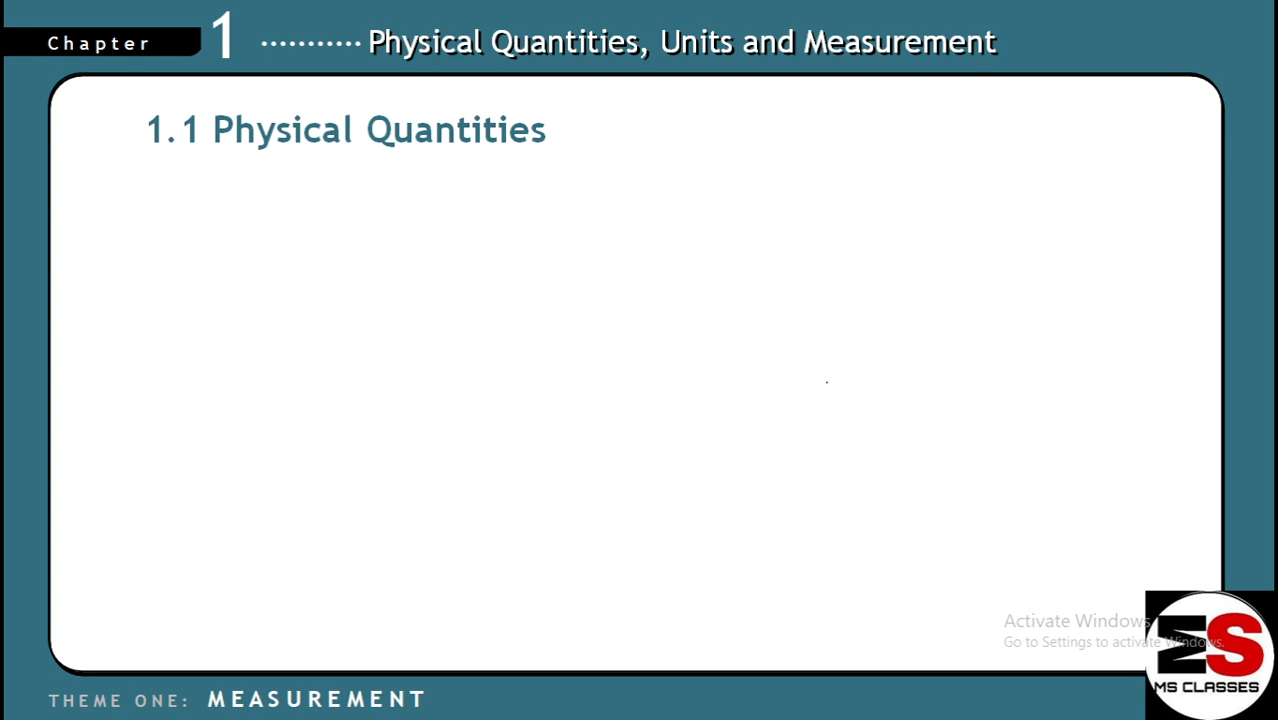 Chapter 1 ........... Physical Quantities, Units and Measurement
1.1 Physical Quantities
Activate Windows
Go to Settings to activate Windows.
ES
MS CLASSES
THEME ONE: MEASUREMENT